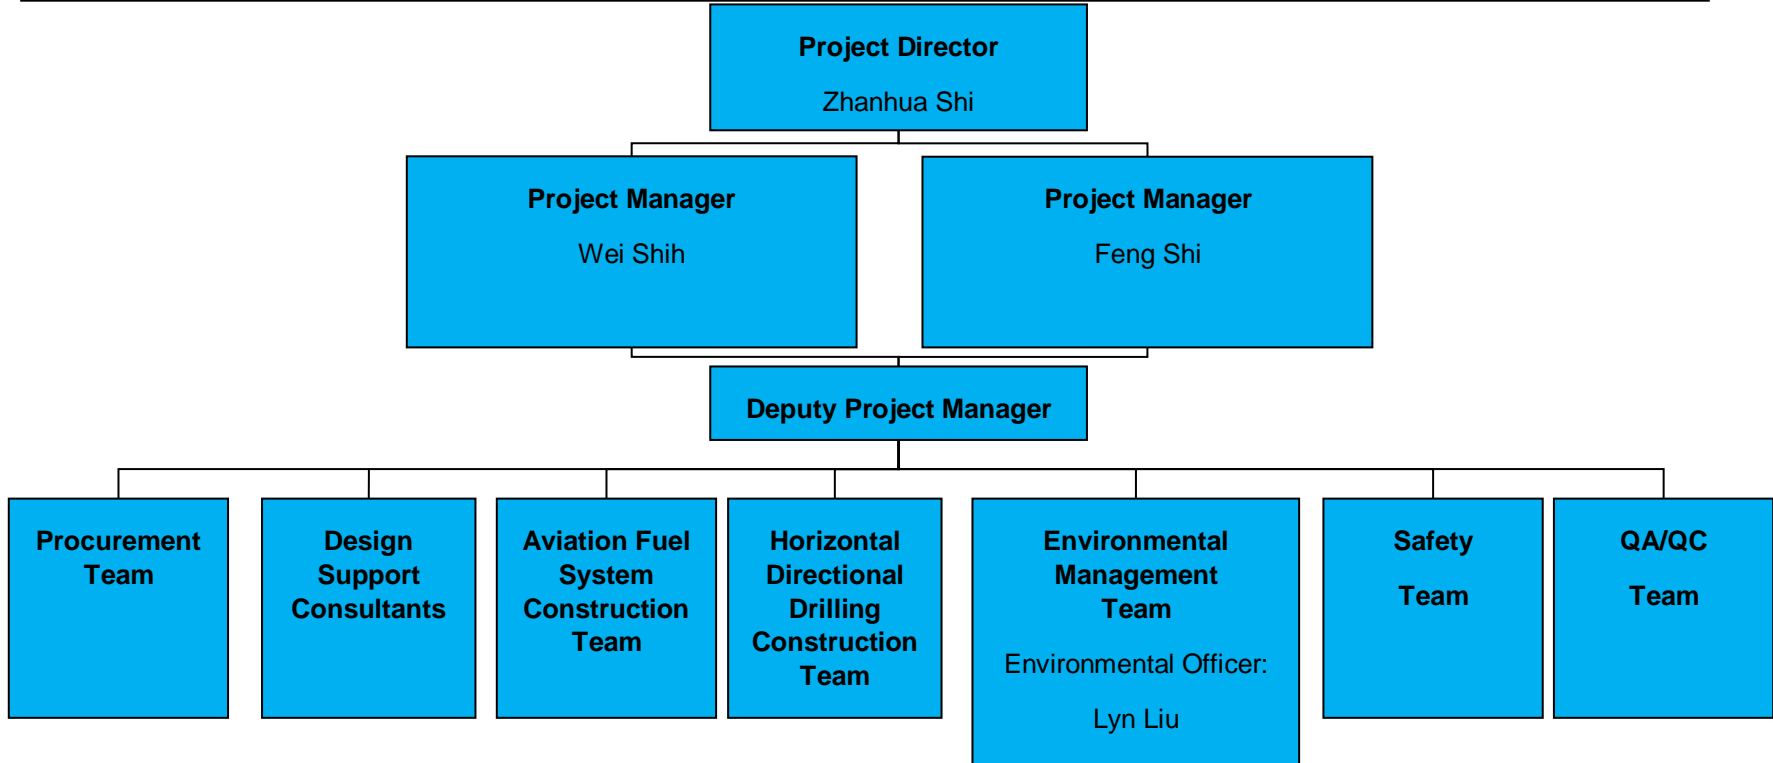 Project Director
Zhanhua Shi
Project Manager
Wei Shih
Project Manager
Feng Shi
Deputy Project Manager
Procurement
Team
Design
Support
Consultants
Aviation Fuel
System
Construction
Team
Horizontal
Directional
Drilling
Construction
Team
Environmental
Management
Team
Environmental Officer:
Lyn Liu
Safety
Team
QA/QC
Team